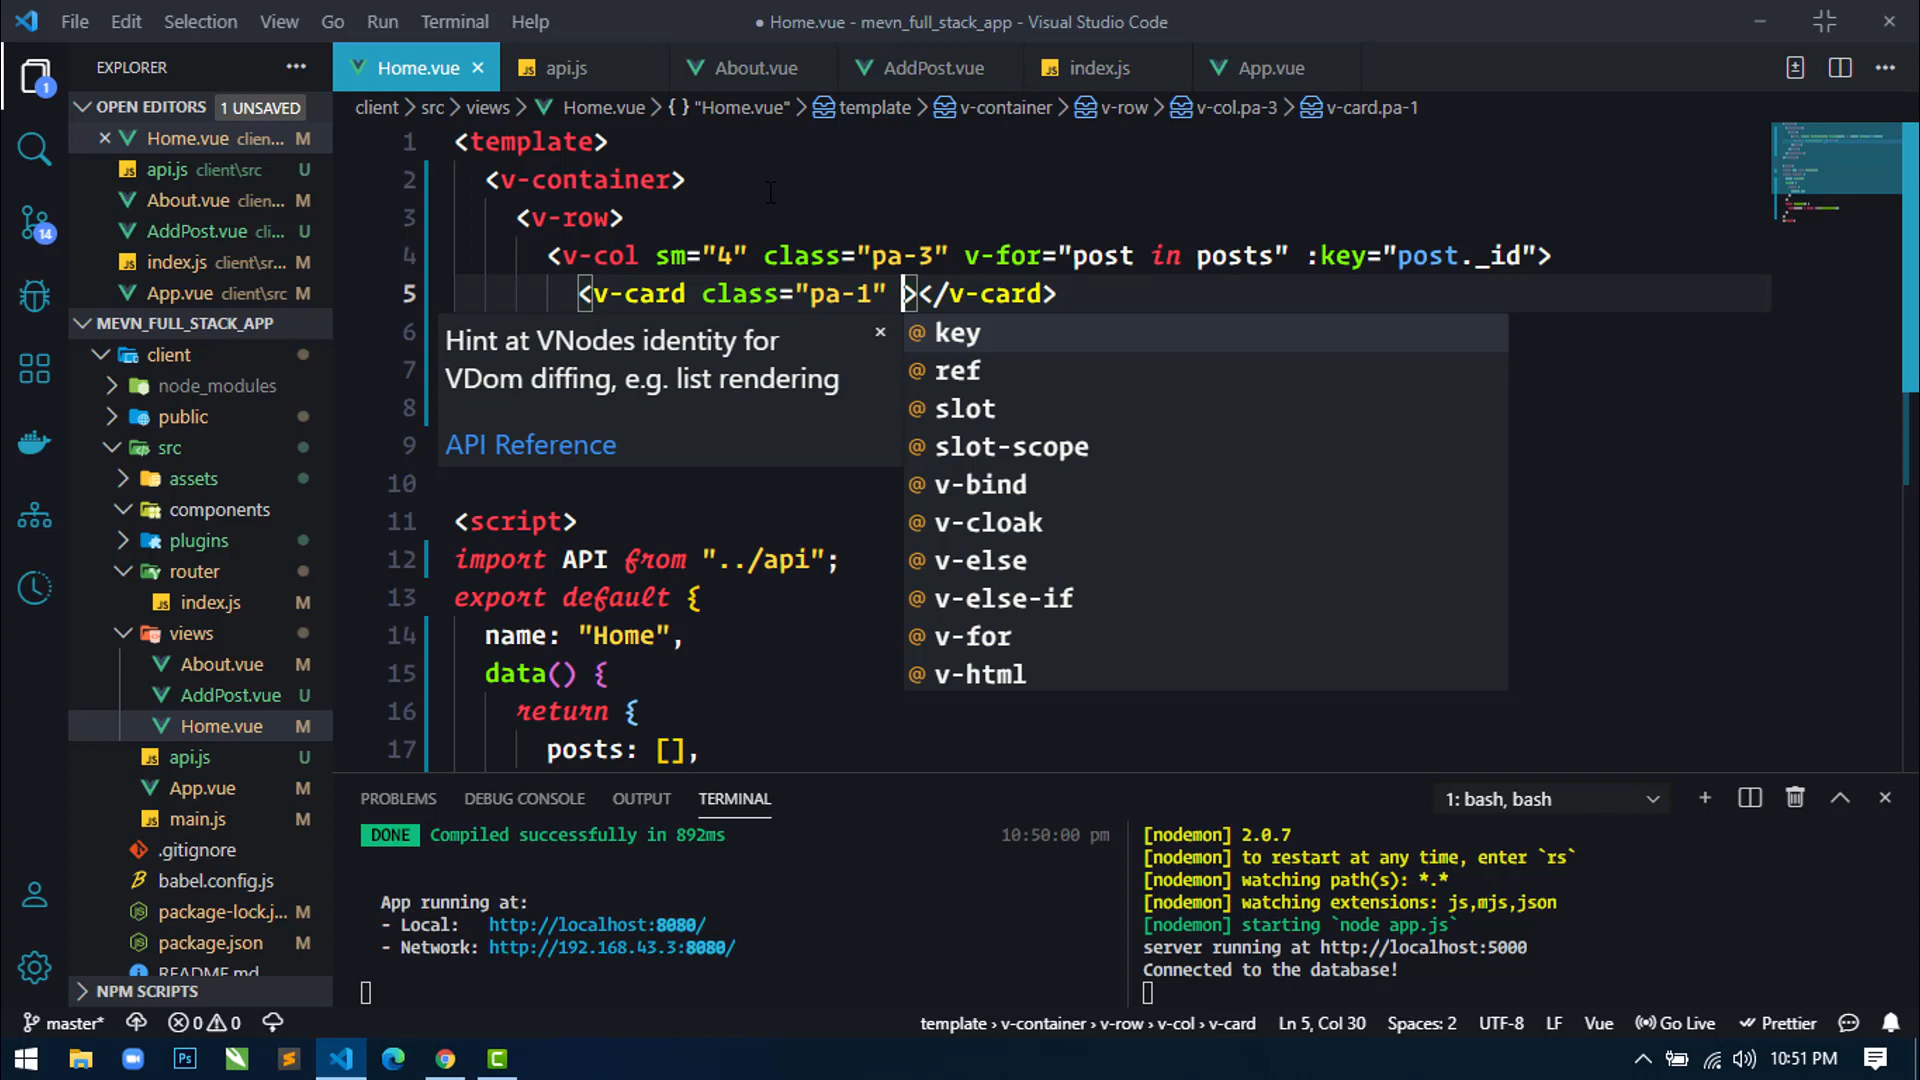 File Edit Selection View Go Run Terminal Help
● Home.vue - mevn_full_stack_app - Visual Studio Code
EXPLORER
Home.vue
api.js
About.vue
AddPost.vue
index.js
App.vue
OPEN EDITORS 1 UNSAVED
client > src > views > Home.vue > { } "Home.vue" > template > v-container > v-row > v-col.pa-3 > v-card.pa-1
Home.vue clien... M
api.js client\src U
About.vue clien... M
AddPost.vue cli... U
index.js client\sr... M
App.vue client\src M
MEVN_FULL_STACK_APP
client
node_modules
public
src
assets
components
plugins
router
index.js M
views
About.vue M
AddPost.vue U
Home.vue M
api.js U
App.vue M
main.js M
.gitignore
babel.config.js
package-lock.j... M
package.json M
README.md
NPM SCRIPTS
1 <template>
2 <v-container>
3 <v-row>
4 <v-col sm="4" class="pa-3" v-for="post in posts" :key="post._id">
5 <v-card class="pa-1" ></v-card>
6
7
8
9
10
11 <script>
12 import API from "../api";
13 export default {
14 name: "Home",
15 data() {
16 return {
17 posts: [],
Hint at VNodes identity for
VDom diffing, e.g. list rendering
API Reference
key
ref
slot
slot-scope
v-bind
v-cloak
v-else
v-else-if
v-for
v-html
PROBLEMS DEBUG CONSOLE OUTPUT TERMINAL
1: bash, bash
DONE Compiled successfully in 892ms 10:50:00 pm
App running at:
- Local: http://localhost:8080/
- Network: http://192.168.43.3:8080/
[nodemon] 2.0.7
[nodemon] to restart at any time, enter `rs`
[nodemon] watching path(s): *.*
[nodemon] watching extensions: js,mjs,json
[nodemon] starting `node app.js`
server running at http://localhost:5000
Connected to the database!
1
14
master* 0 0
template > v-container > v-row > v-col > v-card Ln 5, Col 30 Spaces: 2 UTF-8 LF Vue Go Live Prettier
Ps
C
10:51 PM